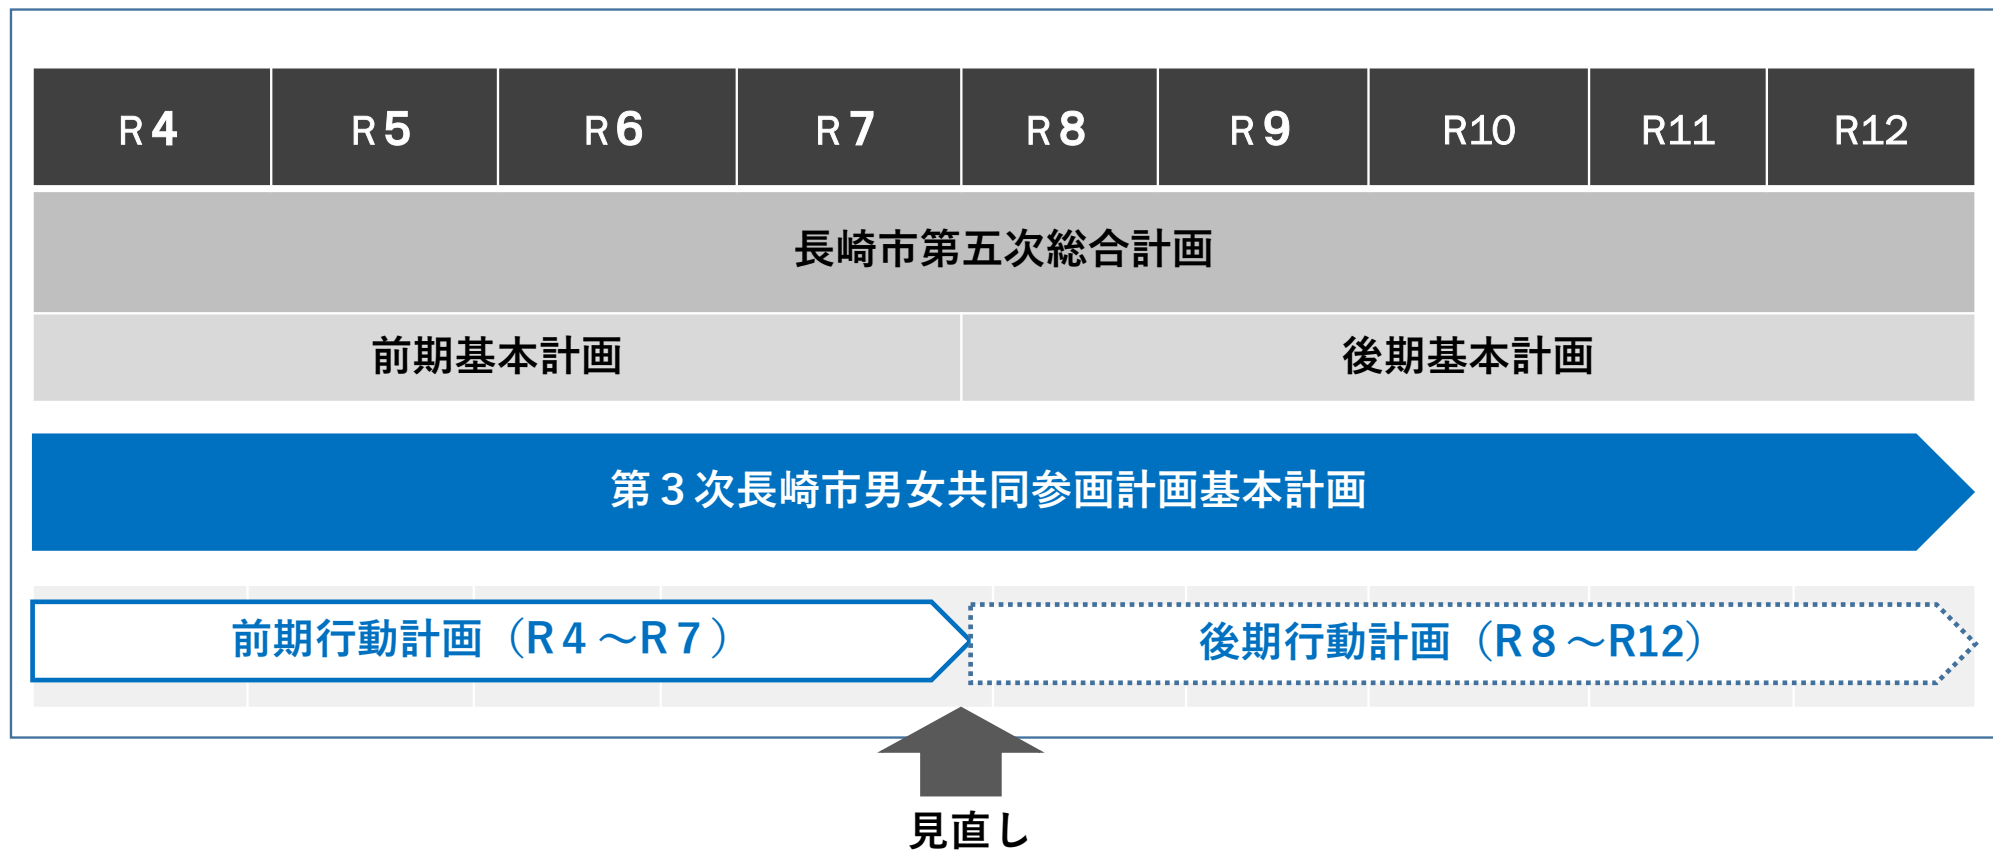 R４ R５ R６ R７ R８ R９ R10 R11 R12
長崎市第五次総合計画
前期基本計画 後期基本計画
第３次長崎市男女共同参画計画基本計画
前期行動計画（R４～R７） 後期行動計画（R８～R12）
見直し